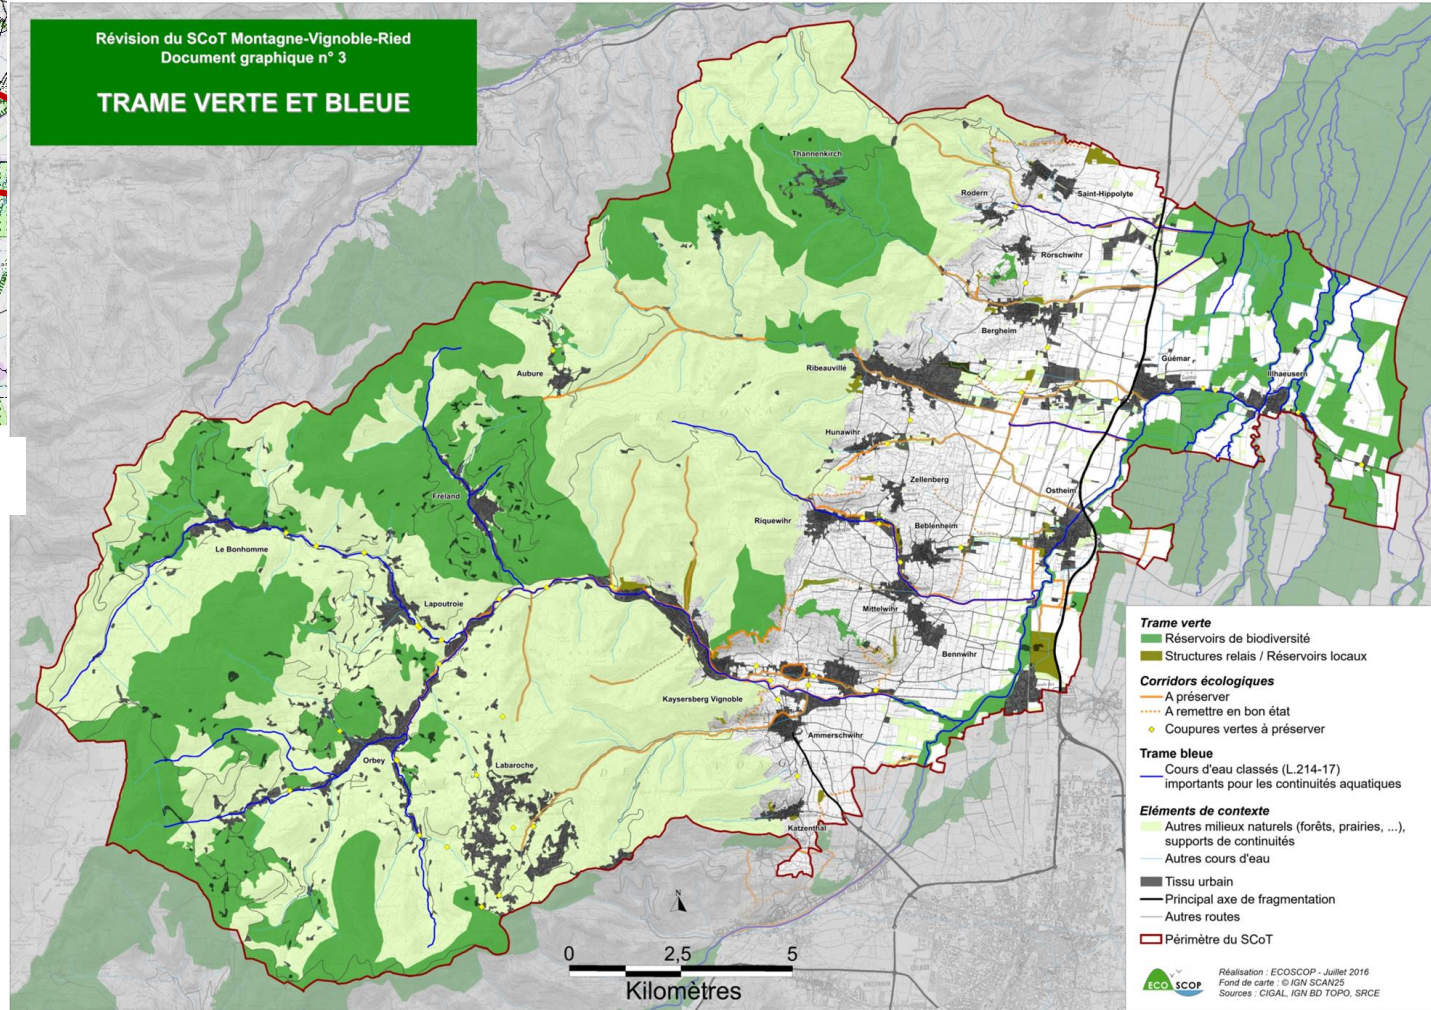 Révision du SCoT Montagne-Vignoble-Ried
Document graphique n° 3
TRAME VERTE ET BLEUE
Thannenkirch
Rodern
Saint-Hippolyte
Rorschwihr
Bergheim
Guémar
Illhaeusern
Aubure
Ribeauvillé
Hunawihr
Zellenberg
Ostheim
Fréland
Riquewihr
Beblenheim
Le Bonhomme
Lapoutroie
Mittelwihr
Bennwihr
Kaysersberg Vignoble
Ammerschwihr
Orbey
Labaroche
Katzenthal
N
0 2,5 5
Kilomètres
Trame verte
Réservoirs de biodiversité
Structures relais / Réservoirs locaux
Corridors écologiques
A préserver
A remettre en bon état
Coupures vertes à préserver
Trame bleue
Cours d'eau classés (L.214-17)
importants pour les continuités aquatiques
Eléments de contexte
Autres milieux naturels (forêts, prairies, ...),
supports de continuités
Autres cours d'eau
Tissu urbain
Principal axe de fragmentation
Autres routes
Périmètre du SCoT
ECO SCOP
Réalisation : ECOSCOP - Juillet 2016
Fond de carte : © IGN SCAN25
Sources : CIGAL, IGN BD TOPO, SRCE